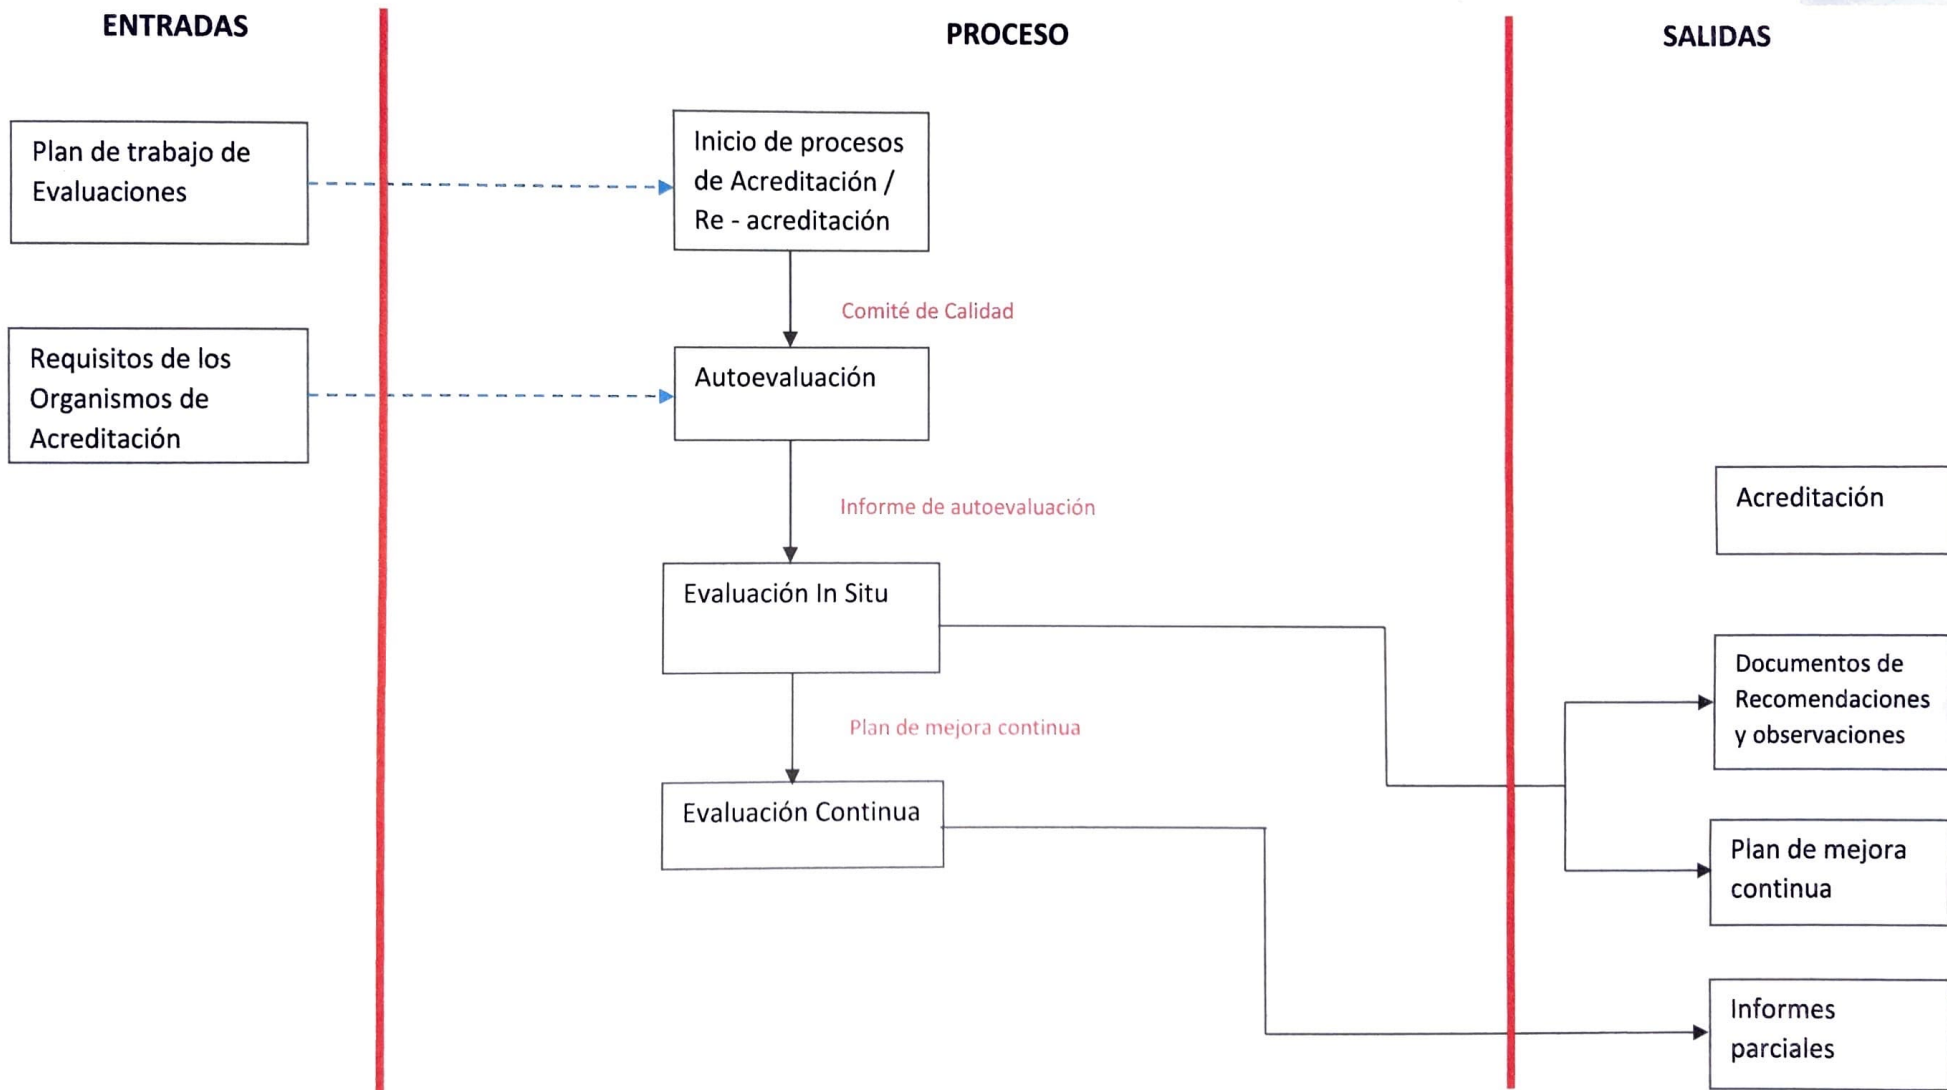 ENTRADAS
PROCESO
SALIDAS
Plan de trabajo de
Evaluaciones
Inicio de procesos
de Acreditación /
Re - acreditación
Comité de Calidad
Requisitos de los
Organismos de
Acreditación
Autoevaluación
Informe de autoevaluación
Acreditación
Evaluación In Situ
Documentos de
Recomendaciones
y observaciones
Plan de mejora continua
Evaluación Continua
Plan de mejora
continua
Informes
parciales